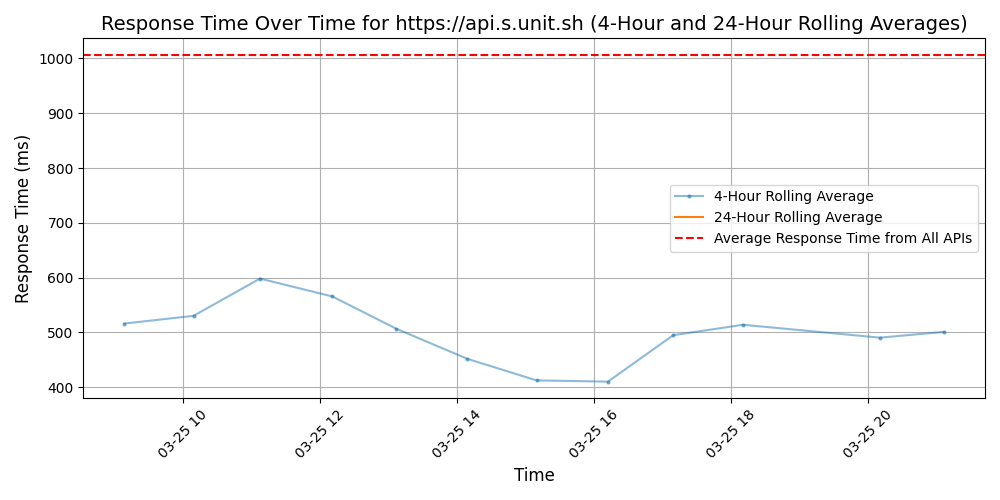 Response Time Over Time for https://api.s.unit.sh (4-Hour and 24-Hour Rolling Averages)
Response Time (ms)
1000
900
800
700
600
500
400
4-Hour Rolling Average
24-Hour Rolling Average
Average Response Time from All APIs
03-25 10
03-25 12
03-25 14
03-25 16
03-25 18
03-25 20
Time